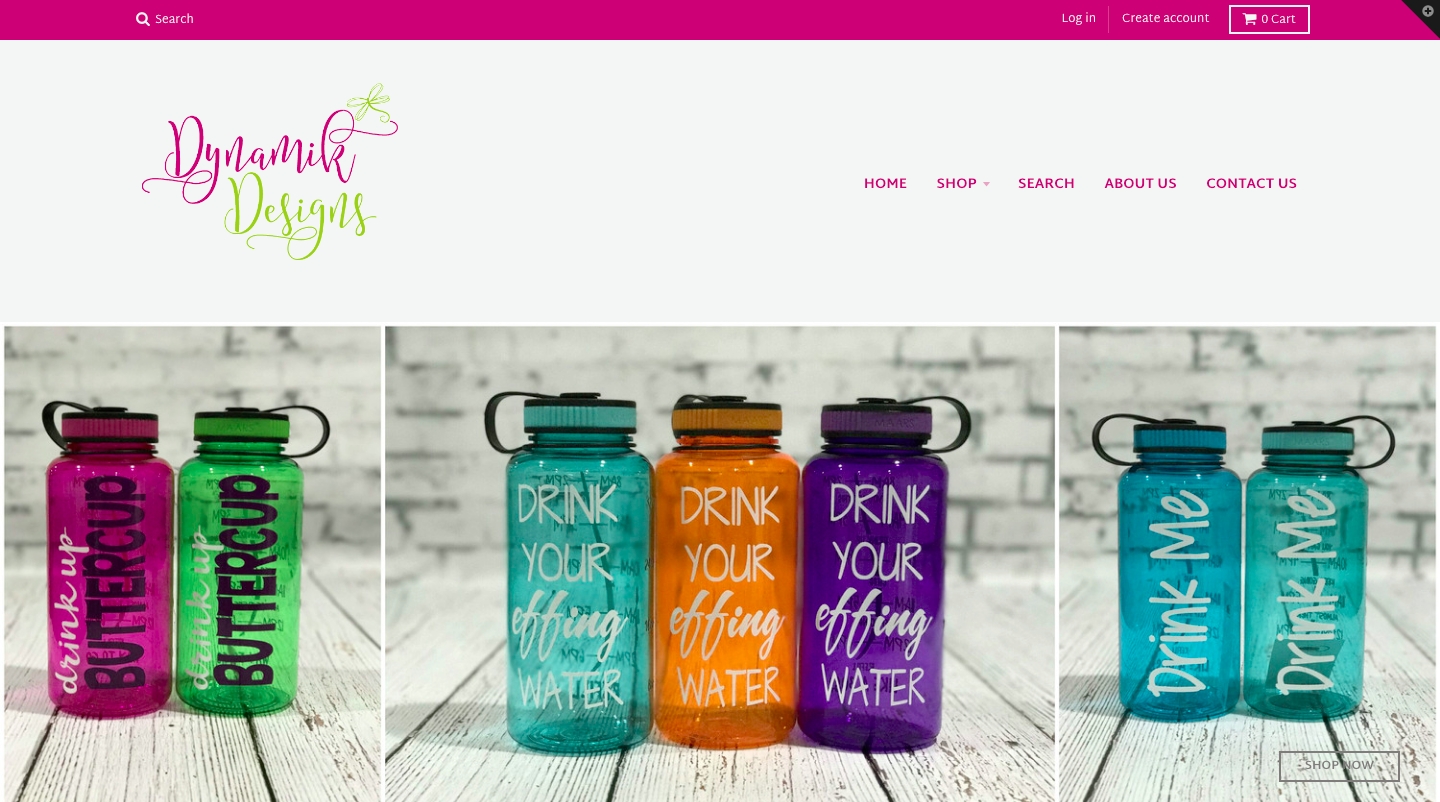 Search
Log in
Create account
0 Cart
Dynamik
Designs
HOME
SHOP
SEARCH
ABOUT US
CONTACT US
drink up
BUTTERCUP
drink up
BUTTERCUP
DRINK
YOUR
effing
WATER
DRINK
YOUR
effing
WATER
DRINK
YOUR
effing
WATER
Drink Me
Drink Me
SHOP NOW